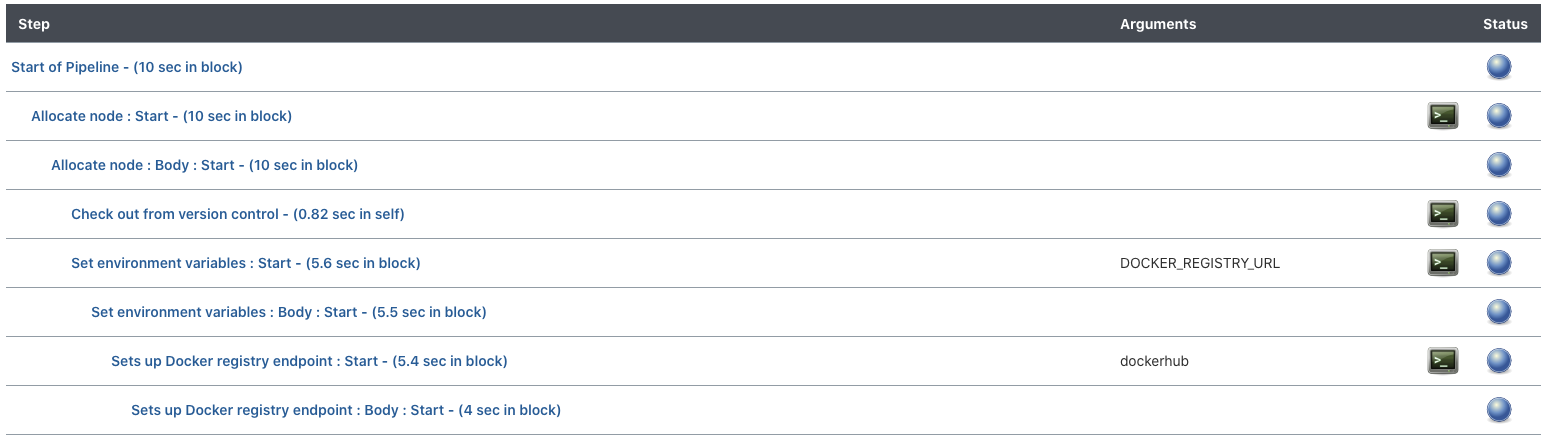 Step Arguments Status
Start of Pipeline - (10 sec in block)
Allocate node : Start - (10 sec in block)
>_
Allocate node : Body : Start - (10 sec in block)
Check out from version control - (0.82 sec in self)
>_
Set environment variables : Start - (5.6 sec in block) DOCKER_REGISTRY_URL
>_
Set environment variables : Body : Start - (5.5 sec in block)
Sets up Docker registry endpoint : Start - (5.4 sec in block) dockerhub
>_
Sets up Docker registry endpoint : Body : Start - (4 sec in block)